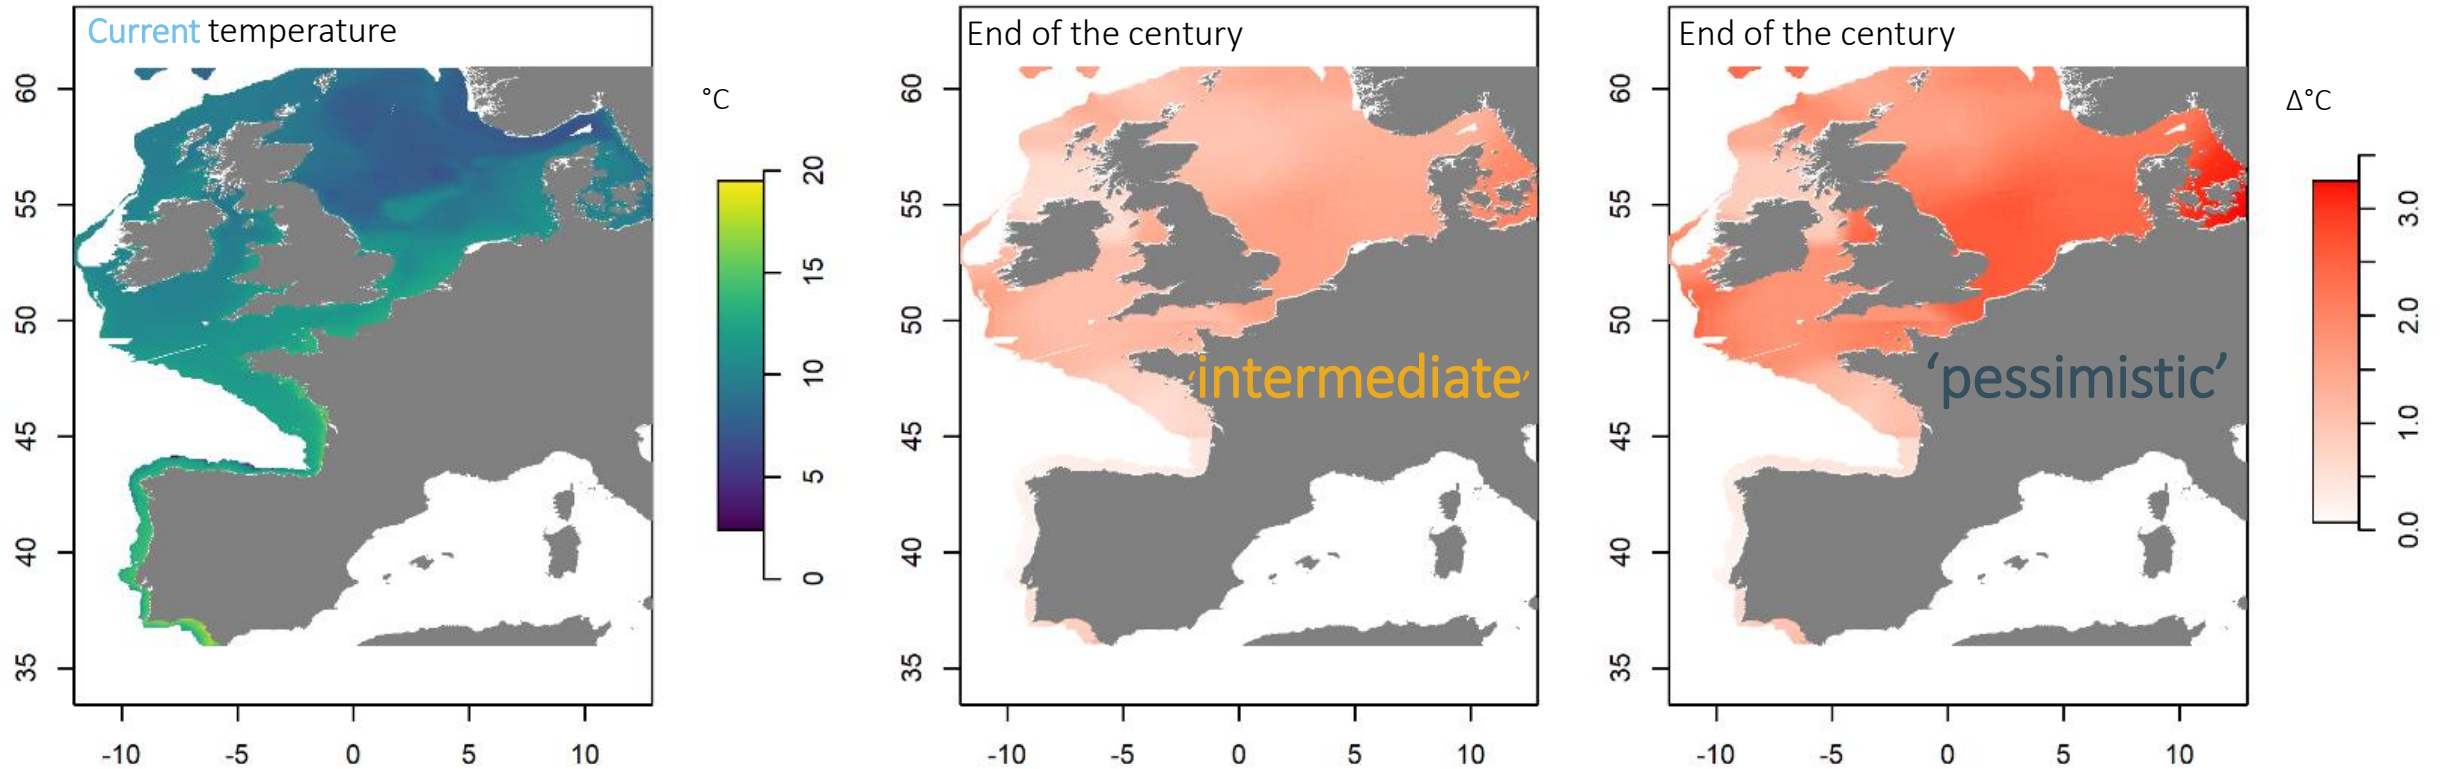 Current temperature
60
55
50
45
40
35
-10 -5 0 5 10
°C
20
15
10
5
0
End of the century
60
55
50
45
40
35
-10 -5 0 5 10
‘intermediate’
End of the century
60
55
50
45
40
35
-10 -5 0 5 10
‘pessimistic’
Δ°C
3.0
2.0
1.0
0.0